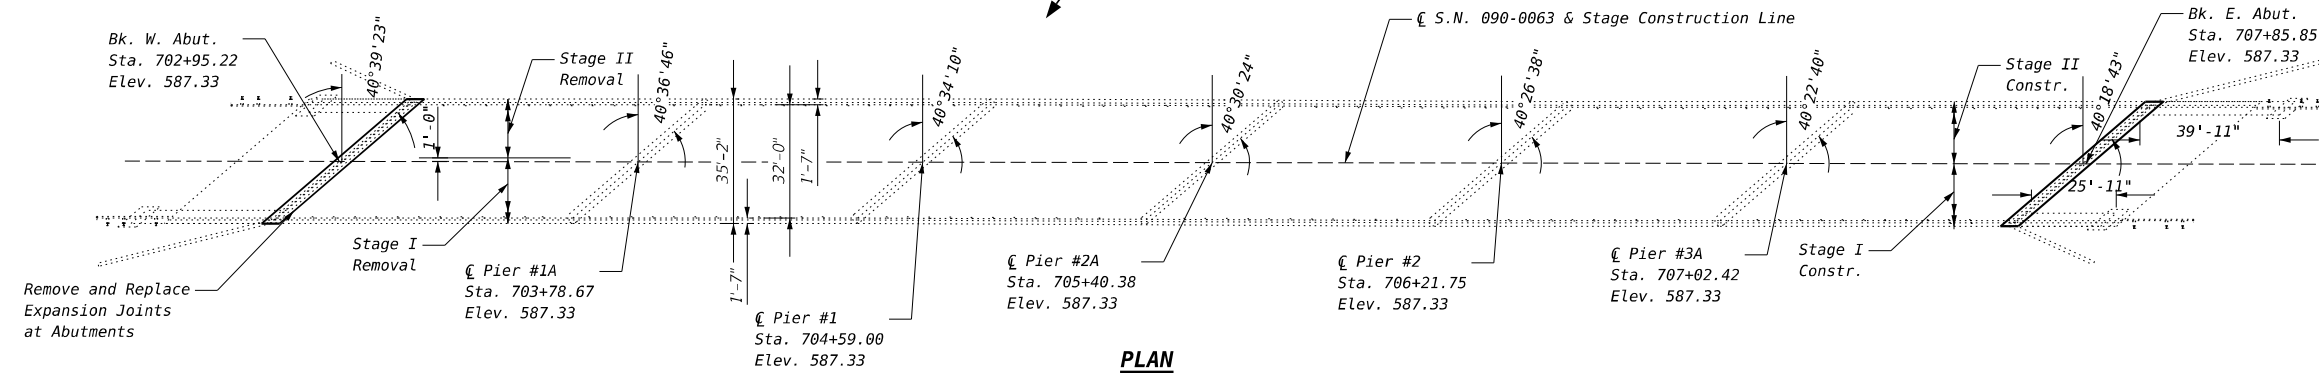 Bk. W. Abut.
Sta. 702+95.22
Elev. 587.33
40°39'23"
1'-0"
Stage II
Removal
40°36'46"
35'-2"
32'-0"
1'-7"
40°34'10"
40°30'24"
℄ S.N. 090-0063 & Stage Construction Line
40°26'38"
40°22'40"
Stage II
Constr.
40°18'43"
Bk. E. Abut.
Sta. 707+85.85
Elev. 587.33
39'-11"
25'-11"
Remove and Replace
Expansion Joints
at Abutments
Stage I
Removal
℄ Pier #1A
Sta. 703+78.67
Elev. 587.33
1'-7"
℄ Pier #1
Sta. 704+59.00
Elev. 587.33
℄ Pier #2A
Sta. 705+40.38
Elev. 587.33
℄ Pier #2
Sta. 706+21.75
Elev. 587.33
℄ Pier #3A
Sta. 707+02.42
Elev. 587.33
Stage I
Constr.
PLAN